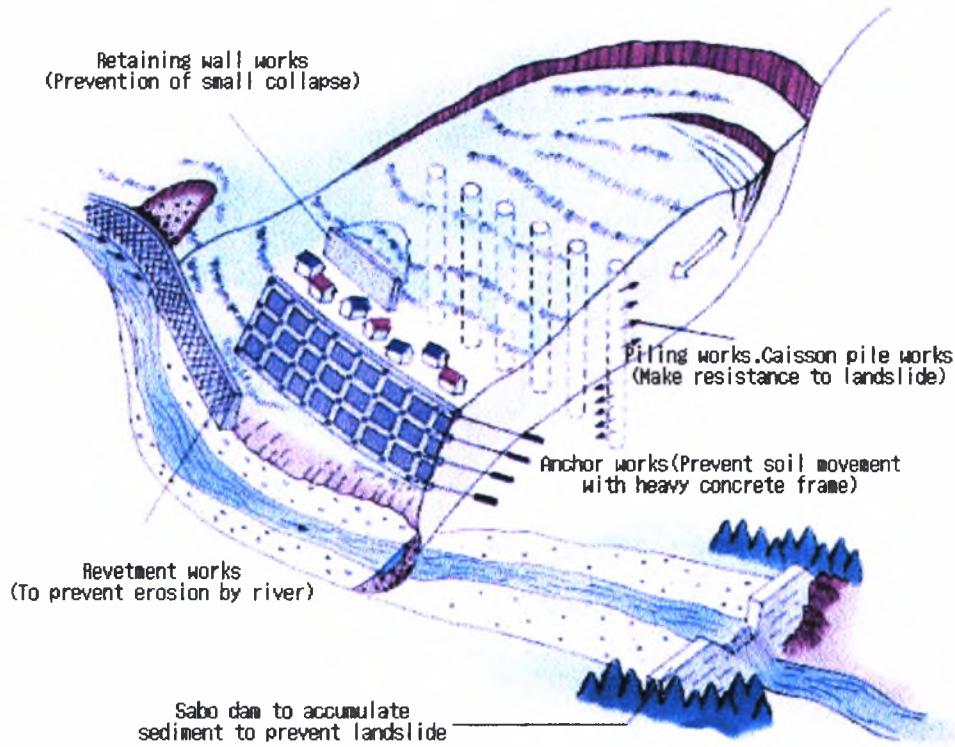 Retaining wall works
(Prevention of small collapse)
Piling works.Caisson pile works
(Make resistance to landslide)
Anchor works(Prevent soil movement
with heavy concrete frame)
Revetment works
(To prevent erosion by river)
Sabo dam to accumulate
sediment to prevent landslide